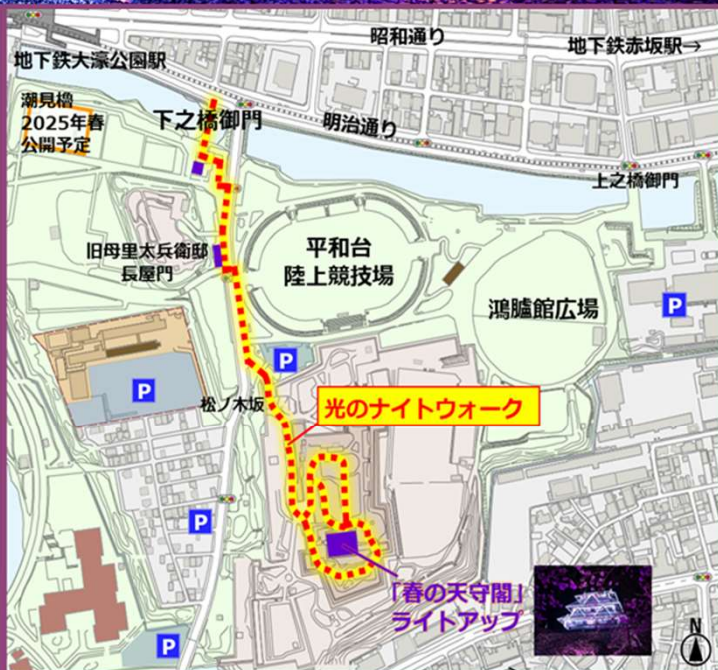 昭和通り
地下鉄赤坂駅→
地下鉄大濠公園駅
潮見櫓
2025年春
公開予定
下之橋御門
明治通り
上之橋御門
旧母里太兵衛邸
長屋門
平和台
陸上競技場
鴻臚館広場
P
P
P
松ノ木坂
光のナイトウォーク
P
「春の天守閣」
ライトアップ
P
N